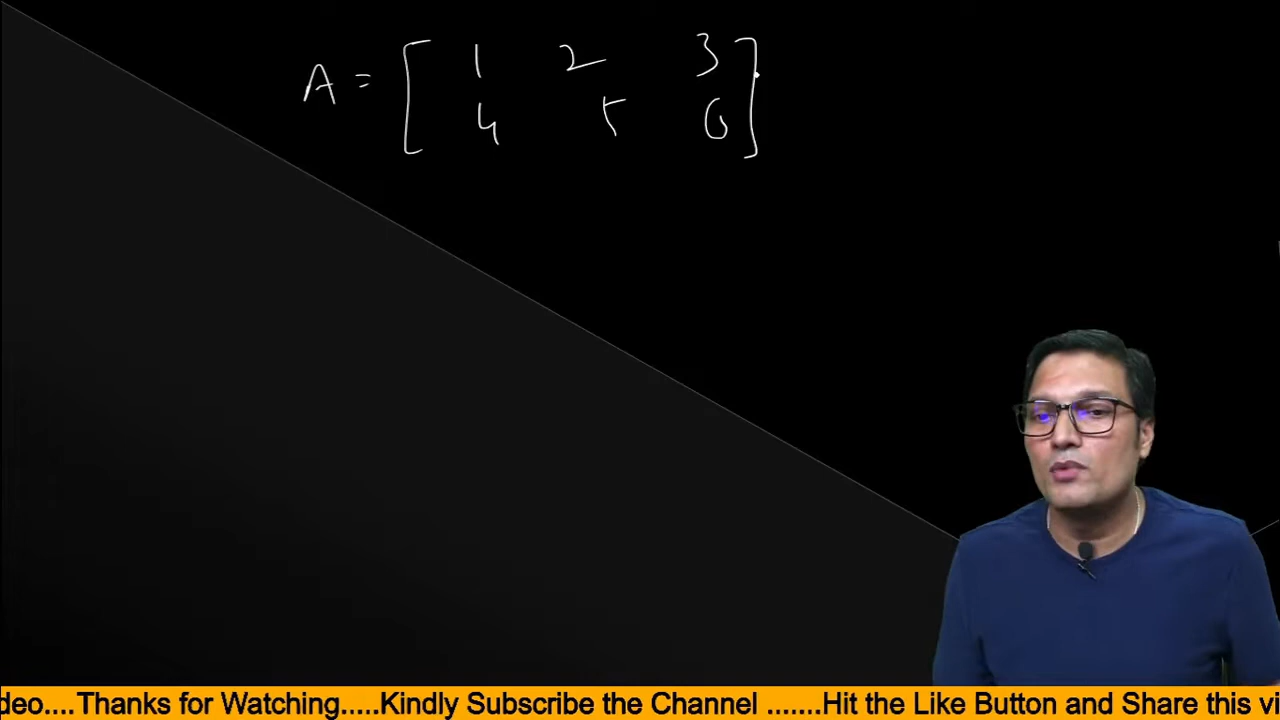 A = [ 1 2 3
4 5 6 ]
deo....Thanks for Watching.....Kindly Subscribe the Channel .......Hit the Like Button and Share this vi